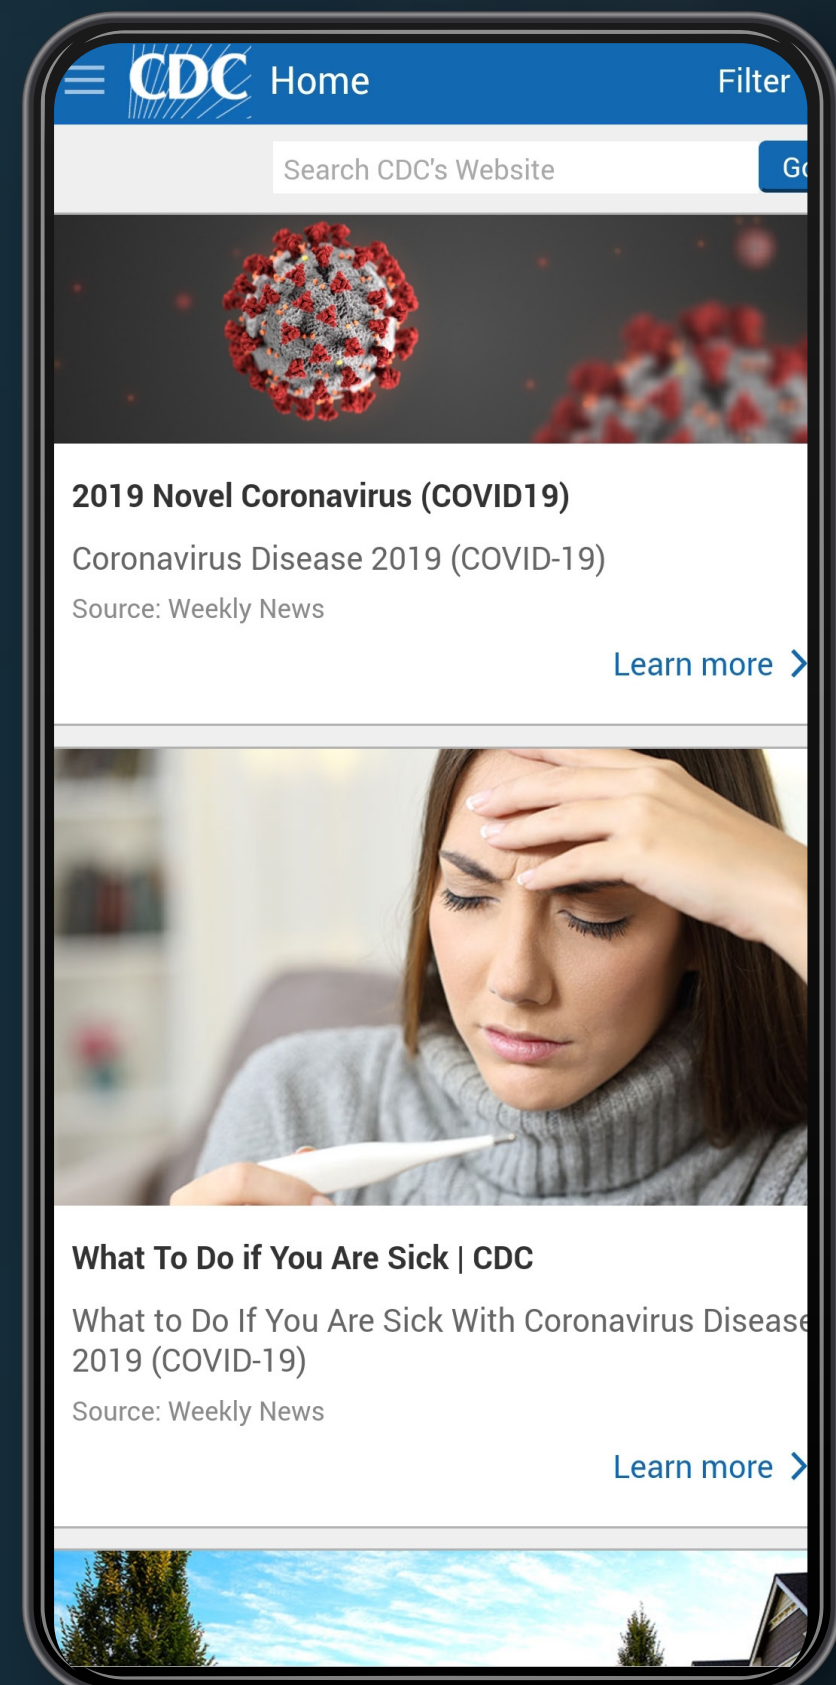 CDC Home Filter
Search CDC's Website
2019 Novel Coronavirus (COVID19)
Coronavirus Disease 2019 (COVID-19)
Source: Weekly News
Learn more
What To Do if You Are Sick | CDC
What to Do If You Are Sick With Coronavirus Disease
2019 (COVID-19)
Source: Weekly News
Learn more